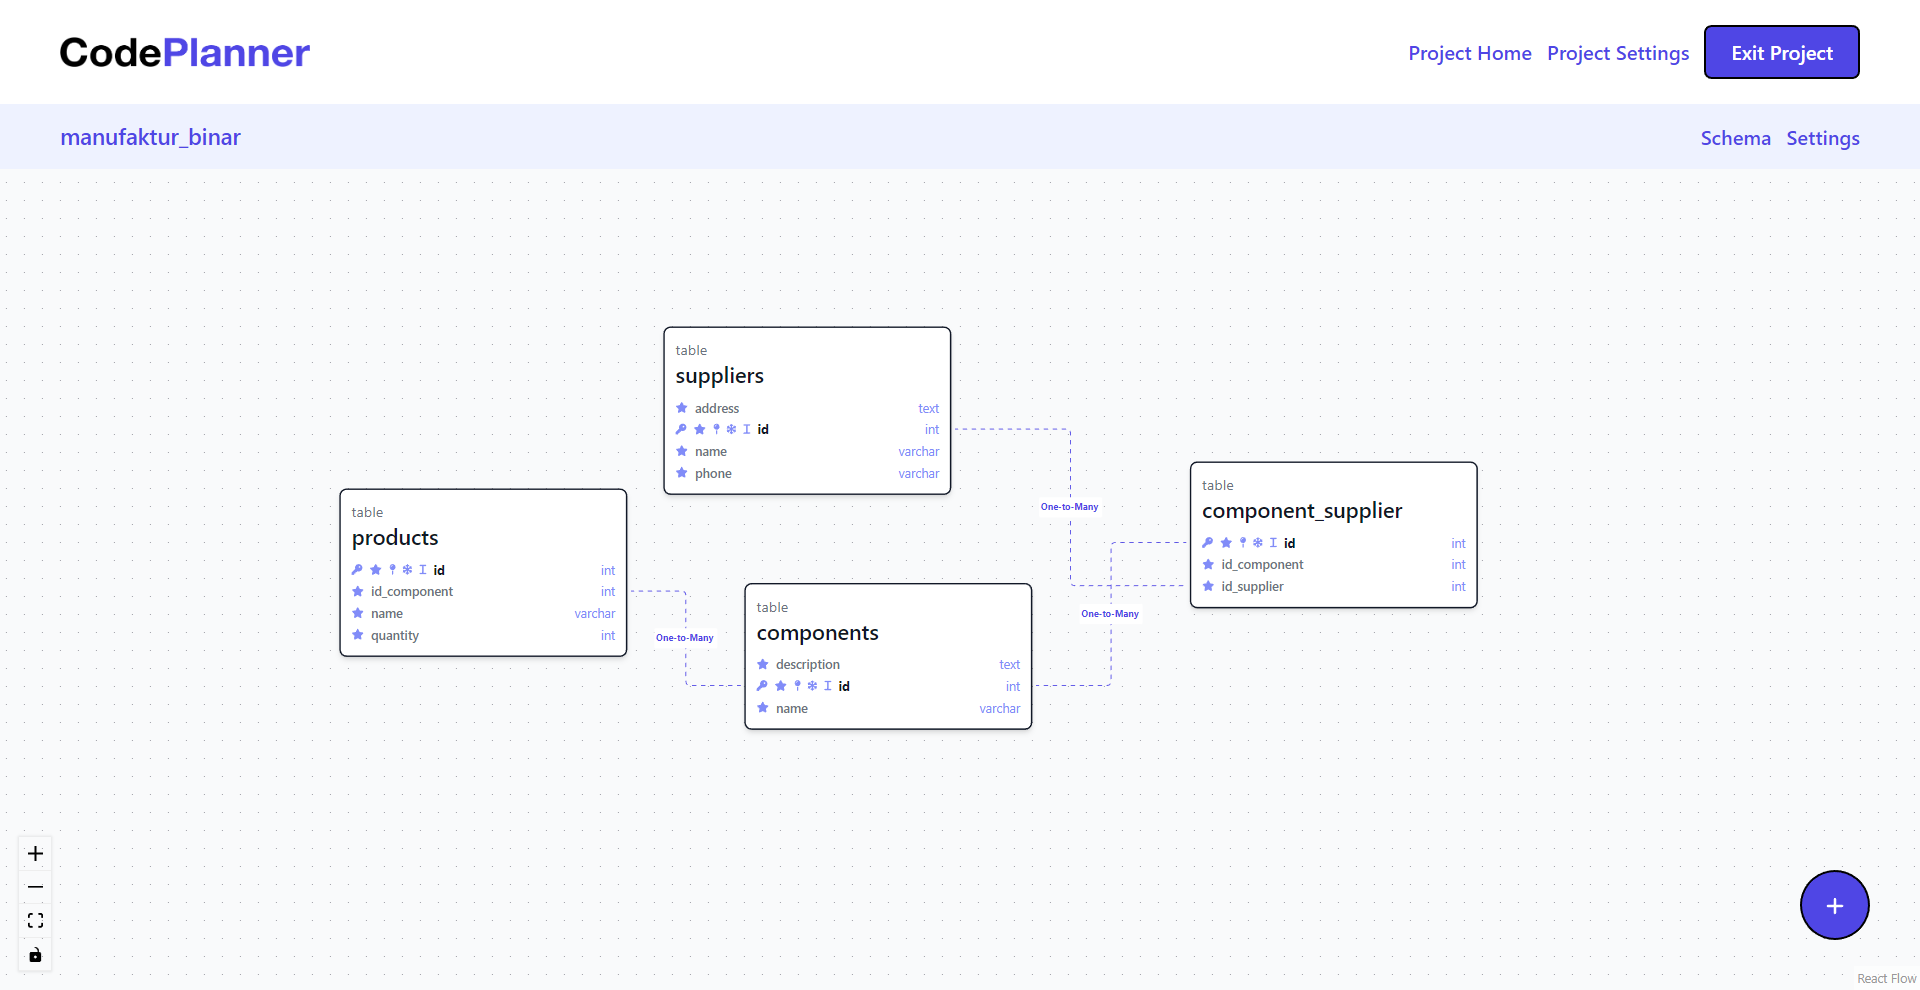 CodePlanner
Project Home
Project Settings
Exit Project
manufaktur_binar
Schema
Settings
table
suppliers
address text
id int
name varchar
phone varchar
table
products
id int
id_component int
name varchar
quantity int
One-to-Many
table
components
description text
id int
name varchar
One-to-Many
One-to-Many
table
component_supplier
id int
id_component int
id_supplier int
React Flow